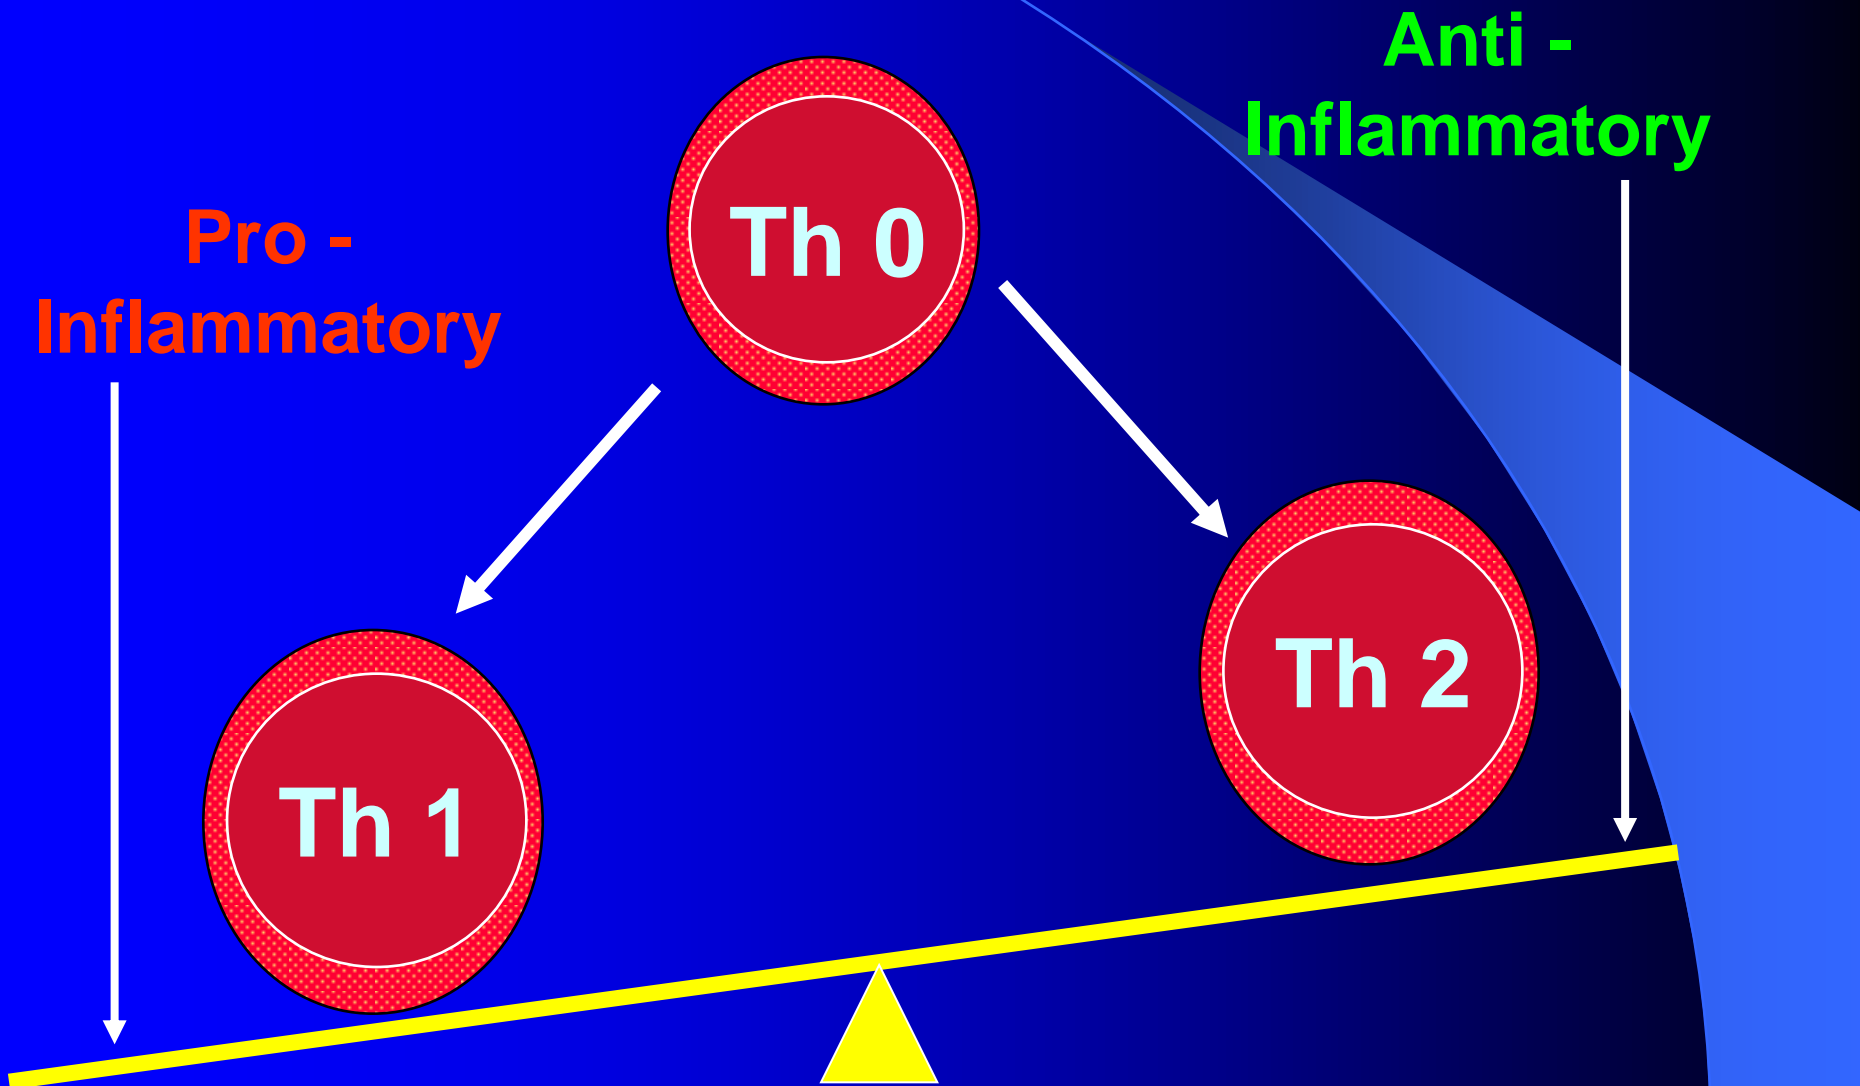 Anti -
Inflammatory
Pro -
Inflammatory
Th 0
Th 1
Th 2